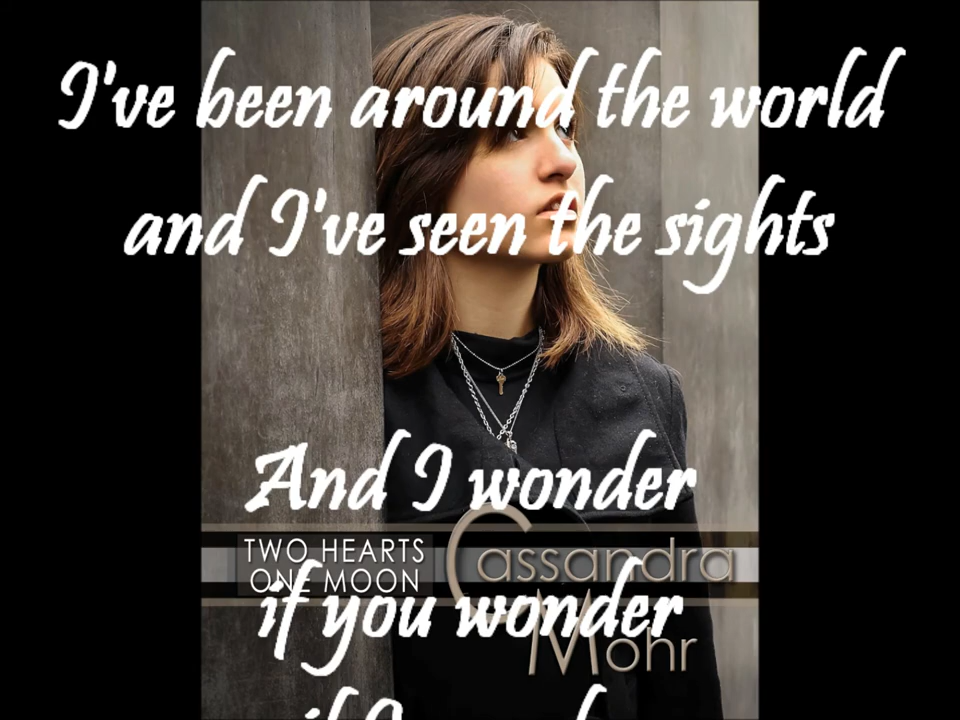 I've been around the world
and I've seen the sights
And I wonder
TWO HEARTS
ONE MOON
Cassandra
Mohr
if you wonder